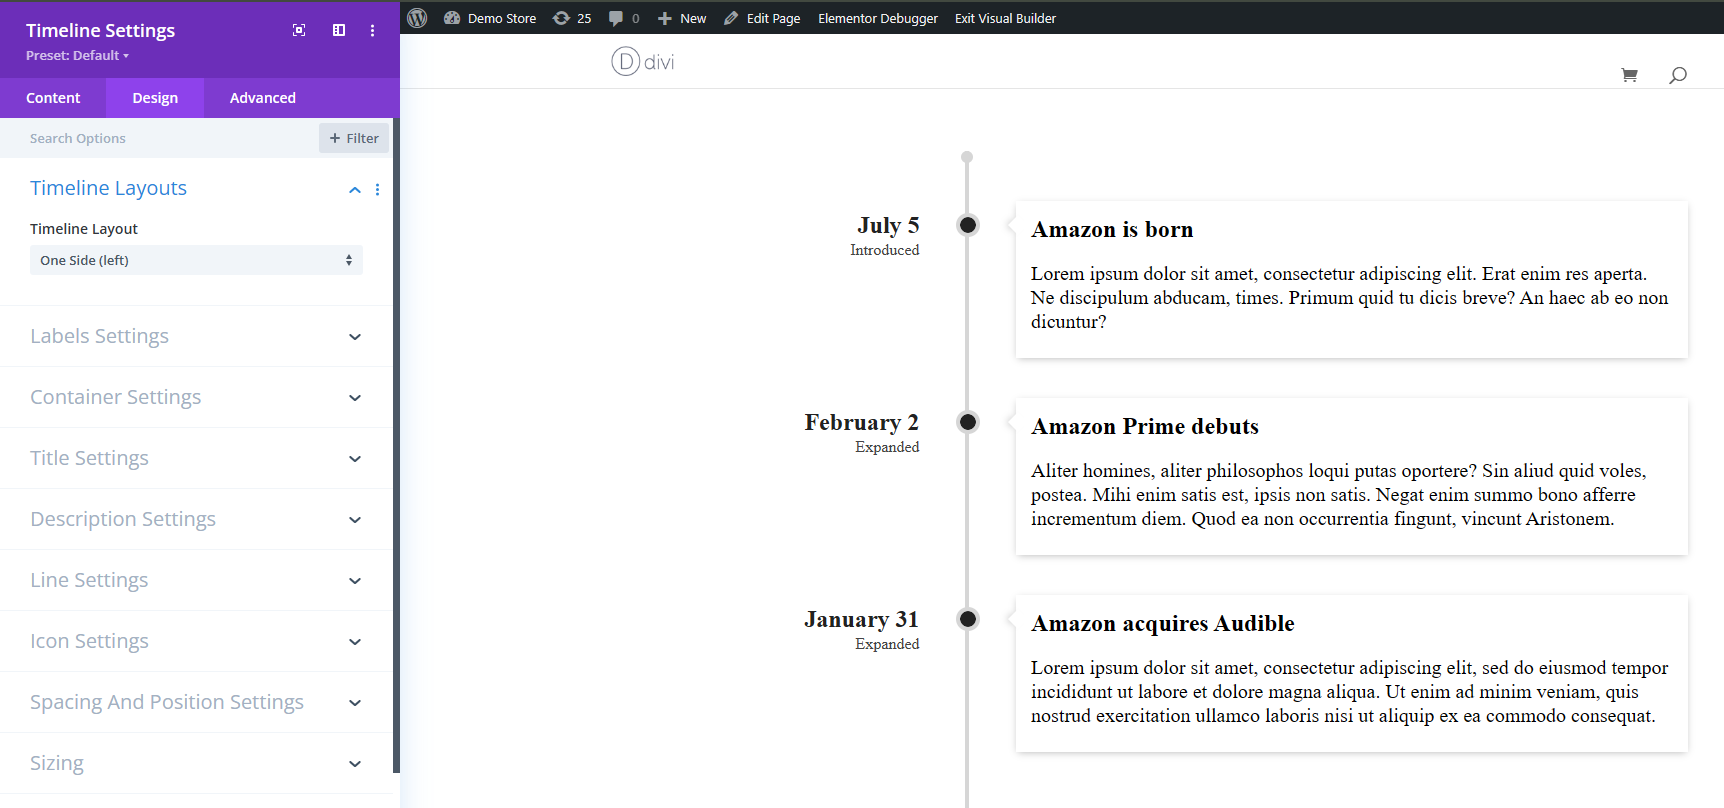 Timeline Settings
Preset: Default
Content Design Advanced
Search Options
+ Filter
Timeline Layouts
Timeline Layout
One Side (left)
Labels Settings
Container Settings
Title Settings
Description Settings
Line Settings
Icon Settings
Spacing And Position Settings
Sizing
Demo Store 25 0 New Edit Page Elementor Debugger Exit Visual Builder
D divi
July 5
Introduced
Amazon is born
Lorem ipsum dolor sit amet, consectetur adipiscing elit. Erat enim res aperta.
Ne discipulum abducam, times. Primum quid tu dicis breve? An haec ab eo non
dicuntur?
February 2
Expanded
Amazon Prime debuts
Aliter homines, aliter philosophos loqui putas oportere? Sin aliud quid voles,
postea. Mihi enim satis est, ipsis non satis. Negat enim summo bono afferre
incrementum diem. Quod ea non occurrentia fingunt, vincunt Aristonem.
January 31
Expanded
Amazon acquires Audible
Lorem ipsum dolor sit amet, consectetur adipiscing elit, sed do eiusmod tempor
incididunt ut labore et dolore magna aliqua. Ut enim ad minim veniam, quis
nostrud exercitation ullamco laboris nisi ut aliquip ex ea commodo consequat.